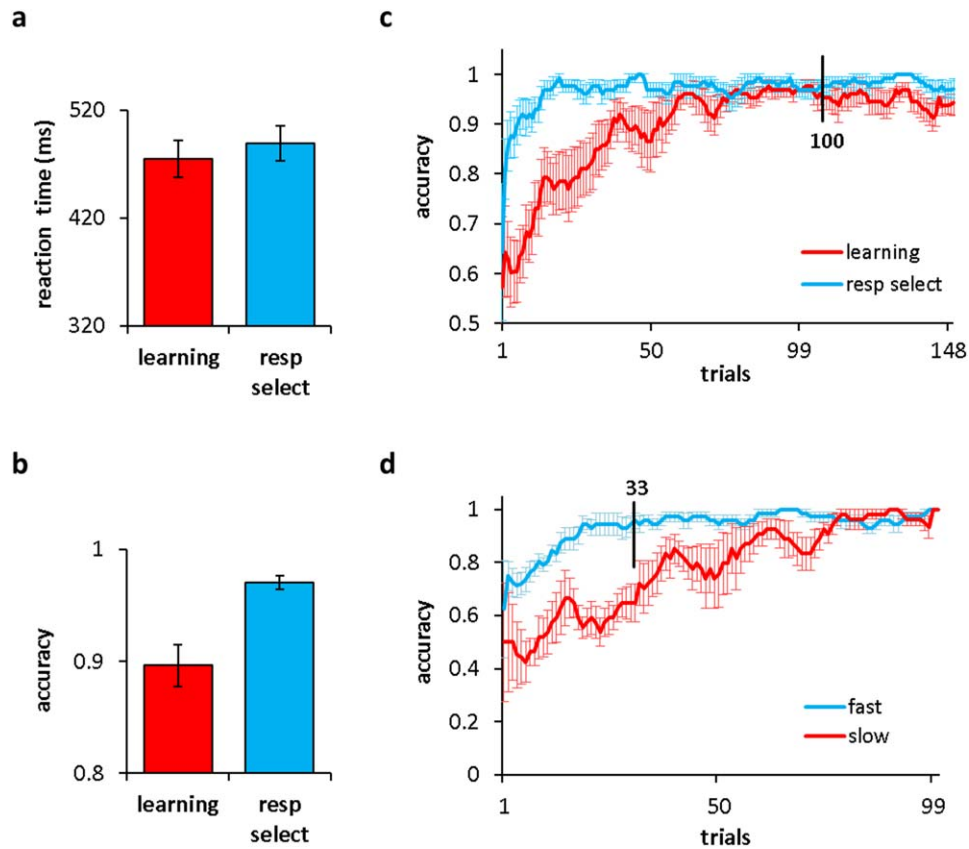 a
reaction time (ms)
520
420
320
learning
resp
select
c
accuracy
1
0.9
0.8
0.7
0.6
0.5
100
learning
resp select
1
50
99
148
trials
b
accuracy
1
0.9
0.8
learning
resp
select
d
accuracy
1
0.8
0.6
0.4
0.2
0
33
fast
slow
1
50
99
trials